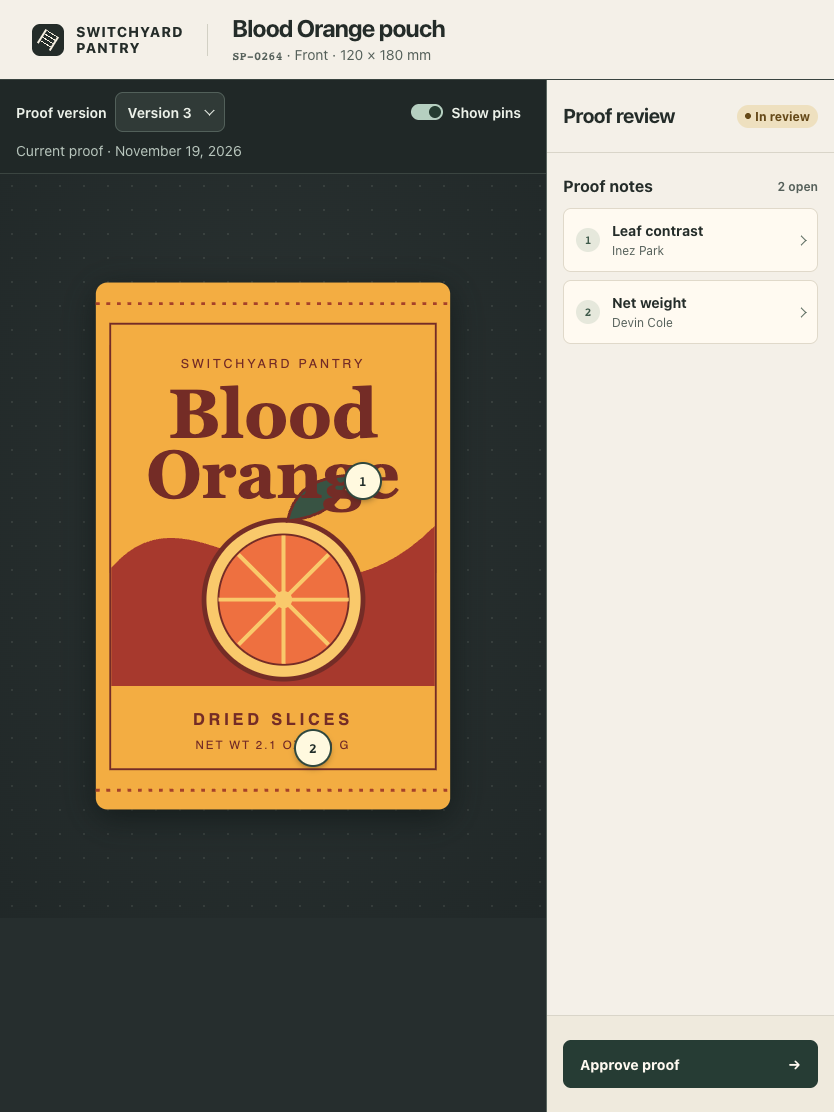 SWITCHYARD
PANTRY
Blood Orange pouch
SP-0264 · Front · 120 × 180 mm
Proof version
Version 3
Show pins
Current proof · November 19, 2026
SWITCHYARD PANTRY
Blood
Orange
1
DRIED SLICES
NET WT 2.1 G
2
Proof review
In review
Proof notes
2 open
1
Leaf contrast
Inez Park
2
Net weight
Devin Cole
Approve proof